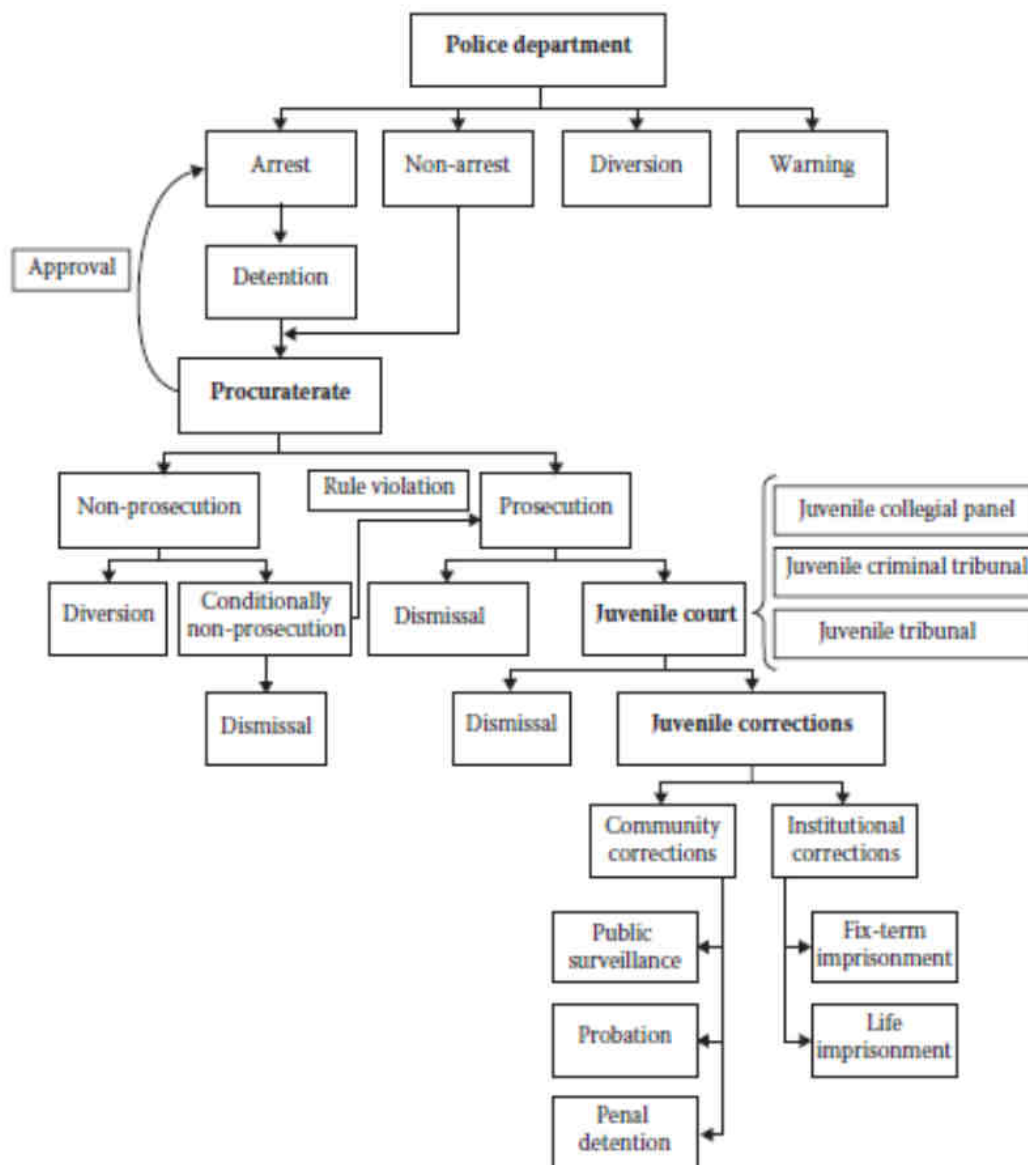 Police department
Arrest
Non-arrest
Diversion
Warning
Approval
Detention
Procuraterate
Non-prosecution
Rule violation
Prosecution
Juvenile collegial panel
Juvenile criminal tribunal
Juvenile tribunal
Diversion
Conditionally
non-prosecution
Dismissal
Juvenile court
Dismissal
Dismissal
Juvenile corrections
Community
corrections
Institutional
corrections
Public
surveillance
Fix-term
imprisonment
Probation
Life
imprisonment
Penal
detention